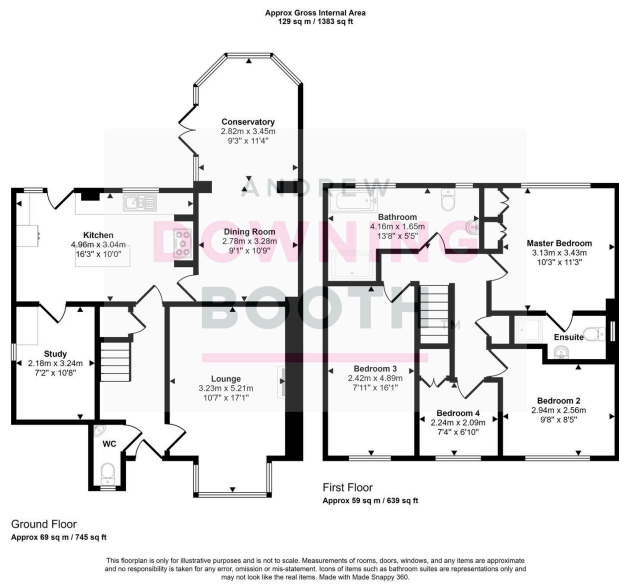 Approx Gross Internal Area
129 sq m / 1383 sq ft
Conservatory
2.82m x 3.45m
9'3" x 11'4"
ANDREW
DOWNING
BOOTH™
Kitchen
4.96m x 3.04m
16'3" x 10'0"
Dining Room
2.78m x 3.28m
9'1" x 10'9"
Study
2.18m x 3.24m
7'2" x 10'8"
Lounge
3.23m x 5.21m
10'7" x 17'1"
WC
Bathroom
4.16m x 1.65m
13'8" x 5'5"
Master Bedroom
3.13m x 3.43m
10'3" x 11'3"
Ensuite
Bedroom 3
2.42m x 4.89m
7'11" x 16'1"
Bedroom 4
2.24m x 2.09m
7'4" x 6'10"
Bedroom 2
2.94m x 2.56m
9'8" x 8'5"
First Floor
Approx 59 sq m / 639 sq ft
Ground Floor
Approx 69 sq m / 745 sq ft
This floorplan is only for illustrative purposes and is not to scale. Measurements of rooms, doors, windows, and any items are approximate
and no responsibility is taken for any error, omission or mis-statement. Icons of items such as bathroom suites are representations only and
may not look like the real items. Made with Made Snappy 360.